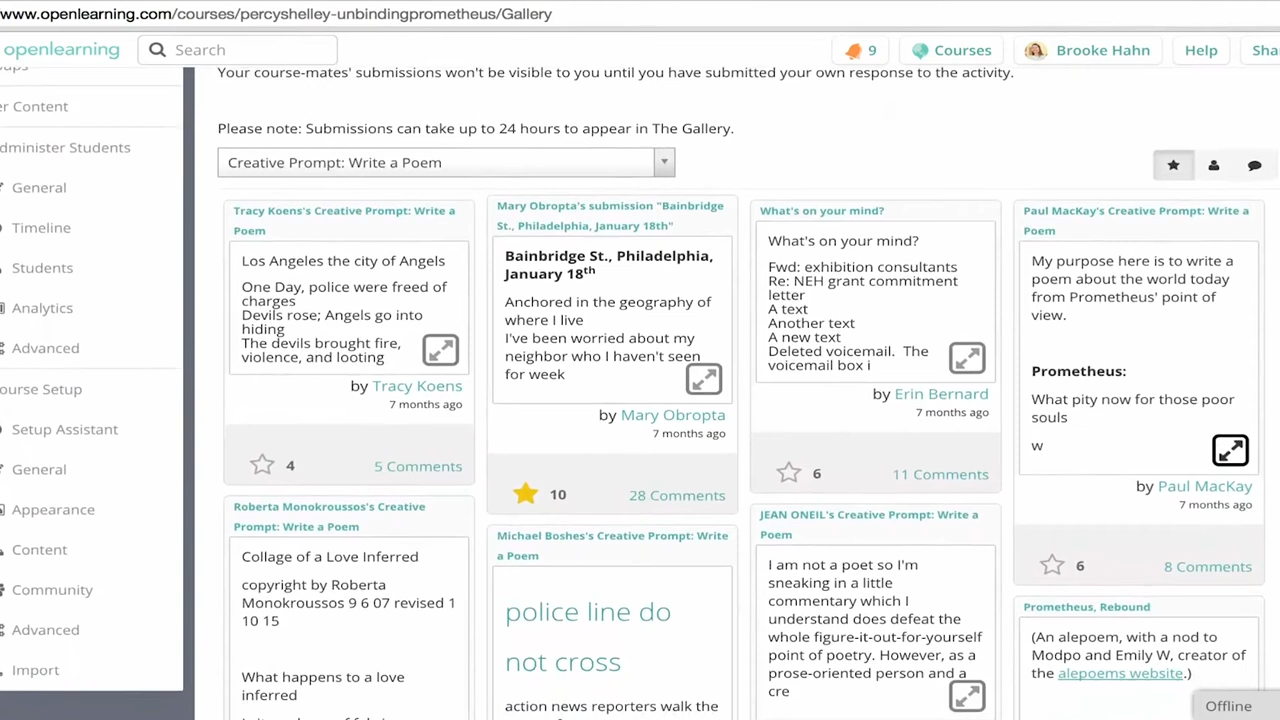 www.openlearning.com/courses/percyshelley-unbindingprometheus/Gallery
openlearning
Search
9
Courses
Brooke Hahn
Help
Sha
er Content
dminister Students
General
Timeline
Students
Analytics
Advanced
ourse Setup
Setup Assistant
General
Appearance
Content
Community
Advanced
Import
Your course-mates' submissions won't be visible to you until you have submitted your own response to the activity.
Please note: Submissions can take up to 24 hours to appear in The Gallery.
Creative Prompt: Write a Poem
Tracy Koens's Creative Prompt: Write a
Poem
Los Angeles the city of Angels
One Day, police were freed of
charges
Devils rose; Angels go into
hiding
The devils brought fire,
violence, and looting
by Tracy Koens
7 months ago
4
5 Comments
Mary Obropta's submission "Bainbridge
St., Philadelphia, January 18th"
Bainbridge St., Philadelphia,
January 18th
Anchored in the geography of
where I live
I've been worried about my
neighbor who I haven't seen
for week
by Mary Obropta
7 months ago
10
28 Comments
What's on your mind?
What's on your mind?
Fwd: exhibition consultants
Re: NEH grant commitment
letter
A text
Another text
A new text
Deleted voicemail. The
voicemail box i
by Erin Bernard
7 months ago
6
11 Comments
Paul MacKay's Creative Prompt: Write a
Poem
My purpose here is to write a
poem about the world today
from Prometheus' point of
view.
Prometheus:
What pity now for those poor
souls
w
by Paul MacKay
7 months ago
6
8 Comments
Roberta Monokroussos's Creative
Prompt: Write a Poem
Collage of a Love Inferred
copyright by Roberta
Monokroussos 9 6 07 revised 1
10 15
What happens to a love
inferred
Michael Boshes's Creative Prompt: Write
a Poem
police line do
not cross
action news reporters walk the
JEAN ONEIL's Creative Prompt: Write a
Poem
I am not a poet so I'm
sneaking in a little
commentary which I
understand does defeat the
whole figure-it-out-for-yourself
point of poetry. However, as a
prose-oriented person and a
cre
Prometheus, Rebound
(An alepoem, with a nod to
Modpo and Emily W, creator of
the alepoems website.)
Offline